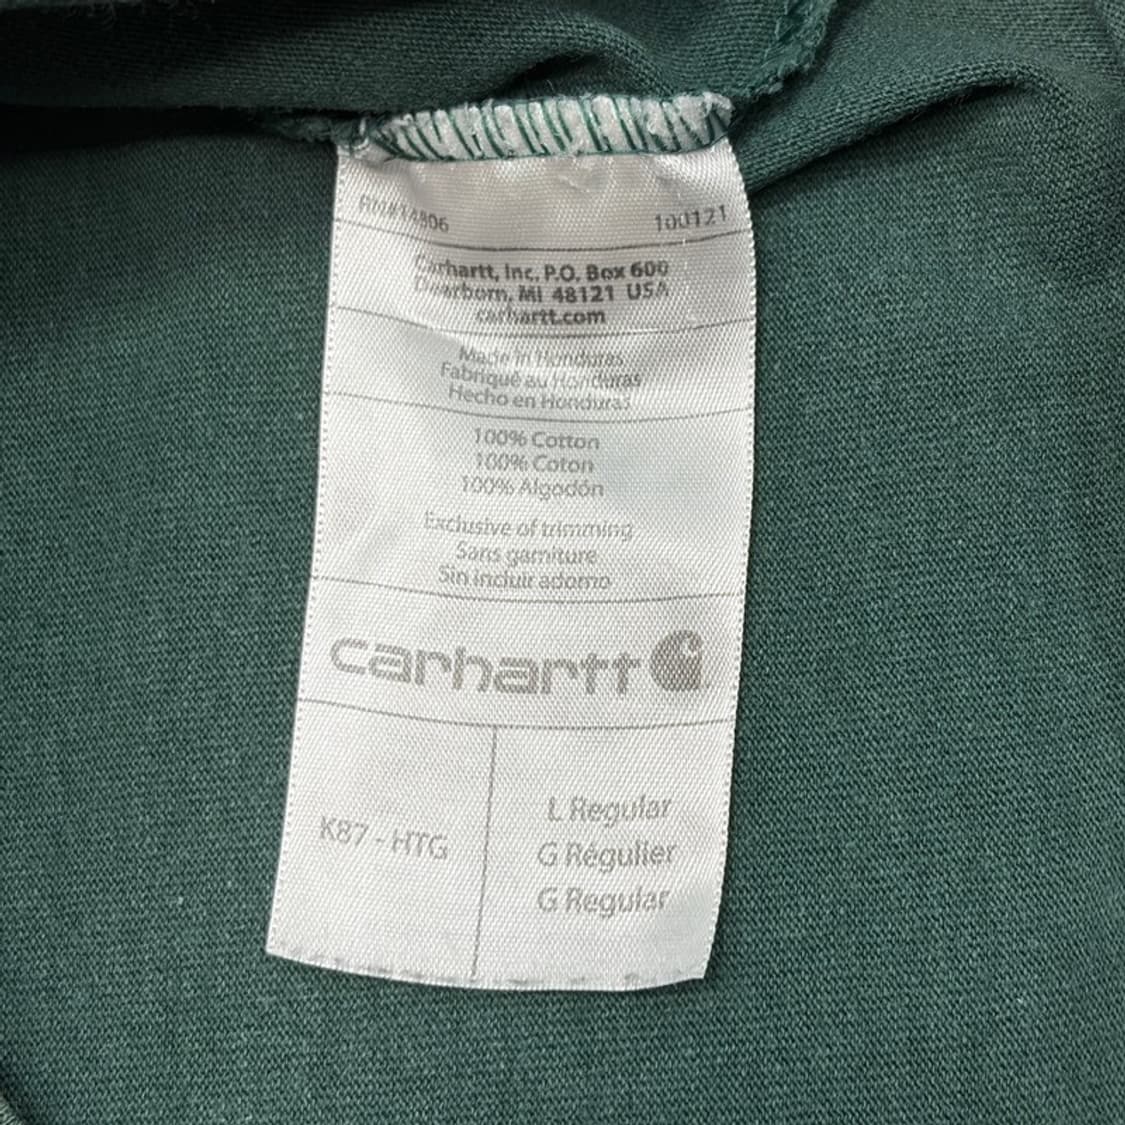 RN#14806 100121
Carhartt, Inc. P.O. Box 600
Dearborn, MI 48121 USA
carhartt.com
Made in Honduras
Fabriqué au Honduras
Hecho en Honduras
100% Cotton
100% Coton
100% Algodón
Exclusive of trimming
Sans garniture
Sin incluir adorno
carhartt
K87 - HTG
L Regular
G Régulier
G Regular